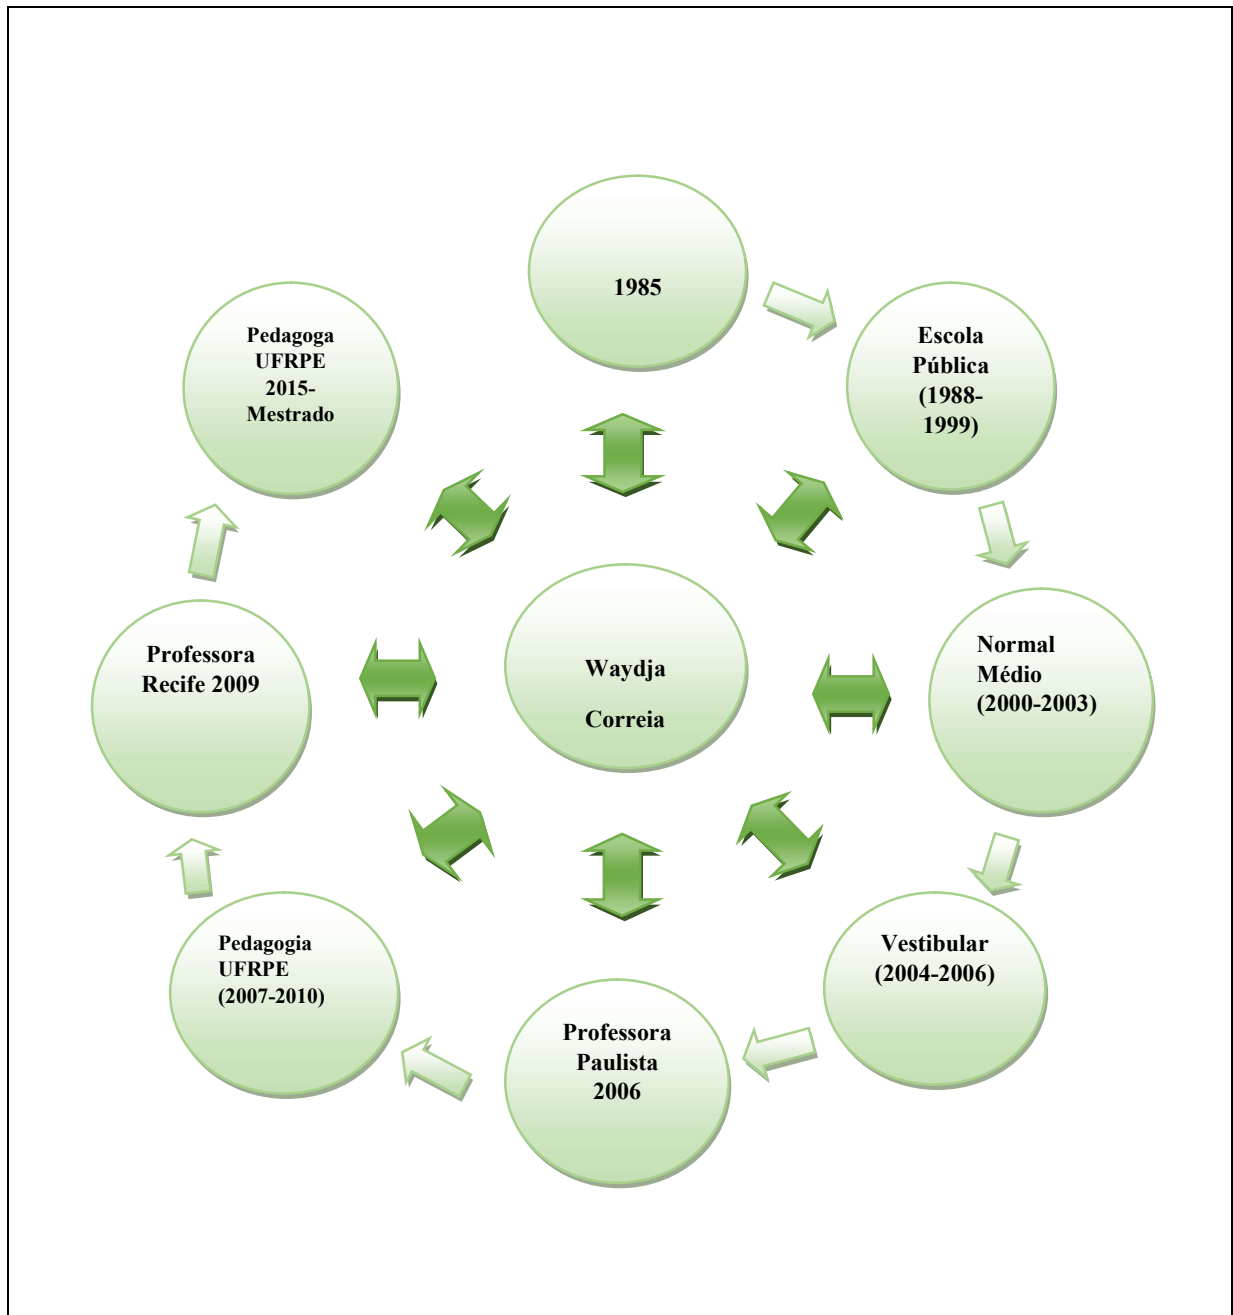 1985
Escola
Pública
(1988-
1999)
Normal
Médio
(2000-2003)
Vestibular
(2004-2006)
Professora
Paulista
2006
Pedagogia
UFRPE
(2007-2010)
Professora
Recife 2009
Pedagoga
UFRPE
2015-
Mestrado
Waydja
Correia